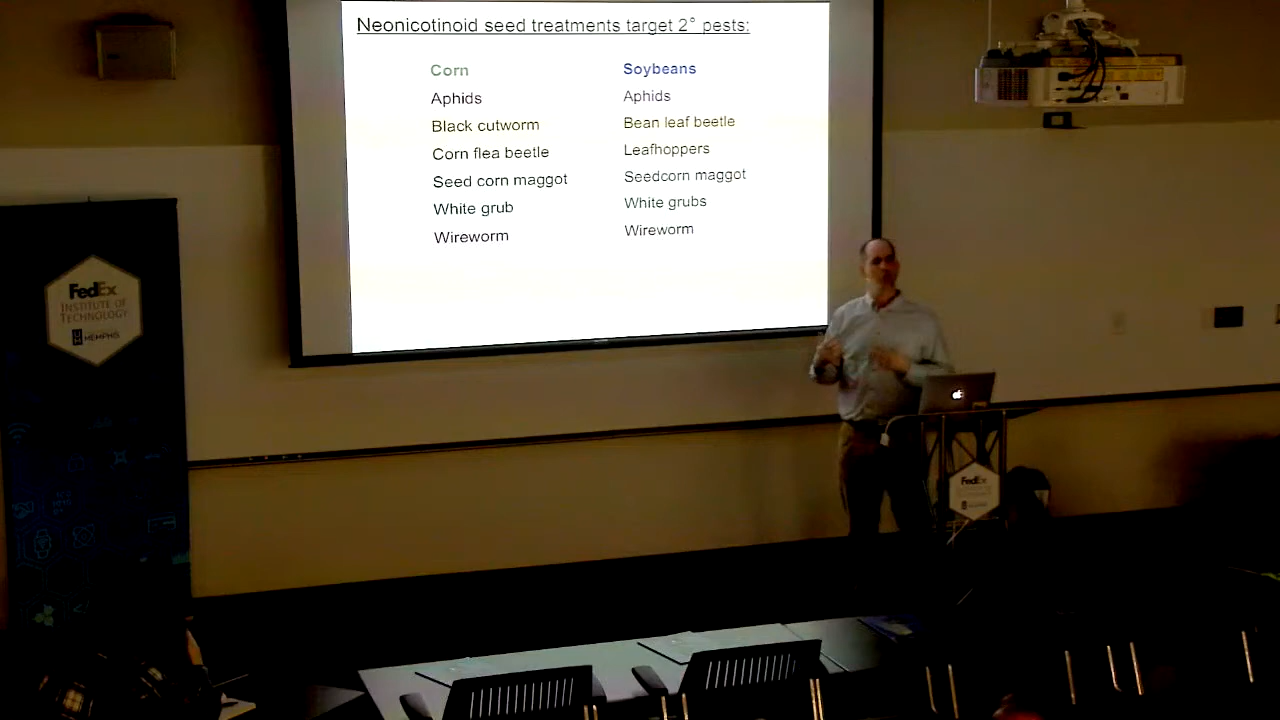 Neonicotinoid seed treatments target 2° pests:
Corn
Aphids
Black cutworm
Corn flea beetle
Seed corn maggot
White grub
Wireworm
Soybeans
Aphids
Bean leaf beetle
Leafhoppers
Seedcorn maggot
White grubs
Wireworm
FedEx
INSTITUTE OF
TECHNOLOGY
MEMPHIS
FedEx